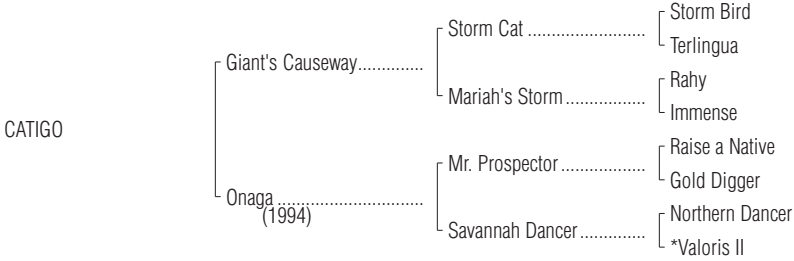 Storm Bird
Storm Cat ........................
Terlingua
Giant's Causeway..............
Rahy
Mariah's Storm .................
Immense
CATIGO
Raise a Native
Mr. Prospector ..................
Gold Digger
Onaga ...............................
(1994)
Northern Dancer
Savannah Dancer ..............
*Valoris II